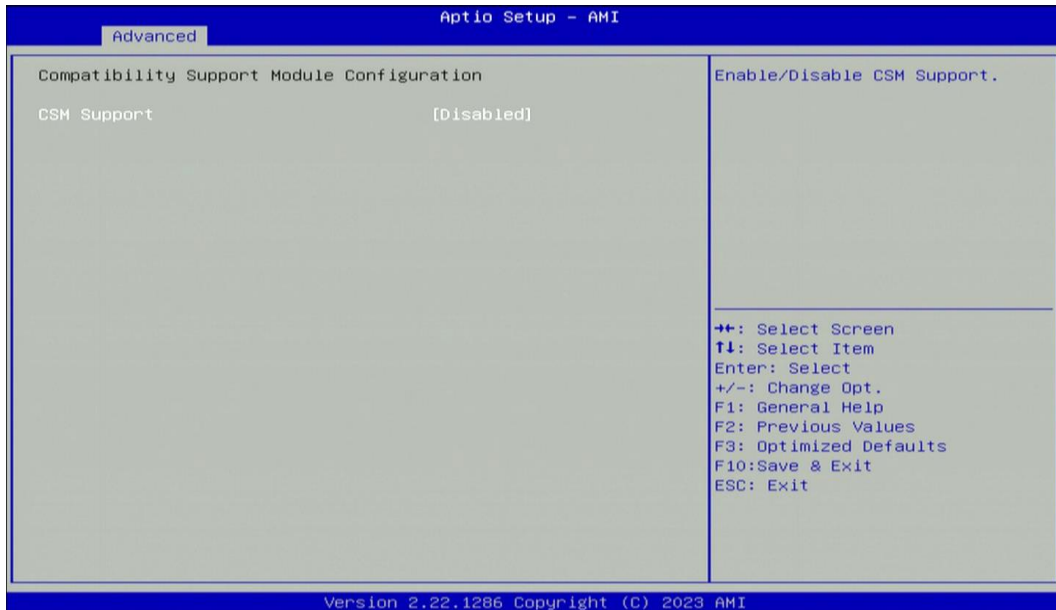 Aptio Setup – AMI
Advanced
Compatibility Support Module Configuration
CSM Support [Disabled]
Enable/Disable CSM Support.
→←: Select Screen
↑↓: Select Item
Enter: Select
+/-: Change Opt.
F1: General Help
F2: Previous Values
F3: Optimized Defaults
F10:Save & Exit
ESC: Exit
Version 2.22.1286 Copyright (C) 2023 AMI